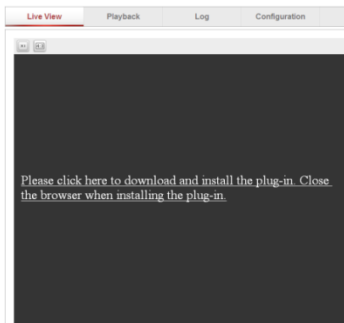 Live View Playback Log Configuration
Please click here to download and install the plug-in. Close
the browser when installing the plug-in.